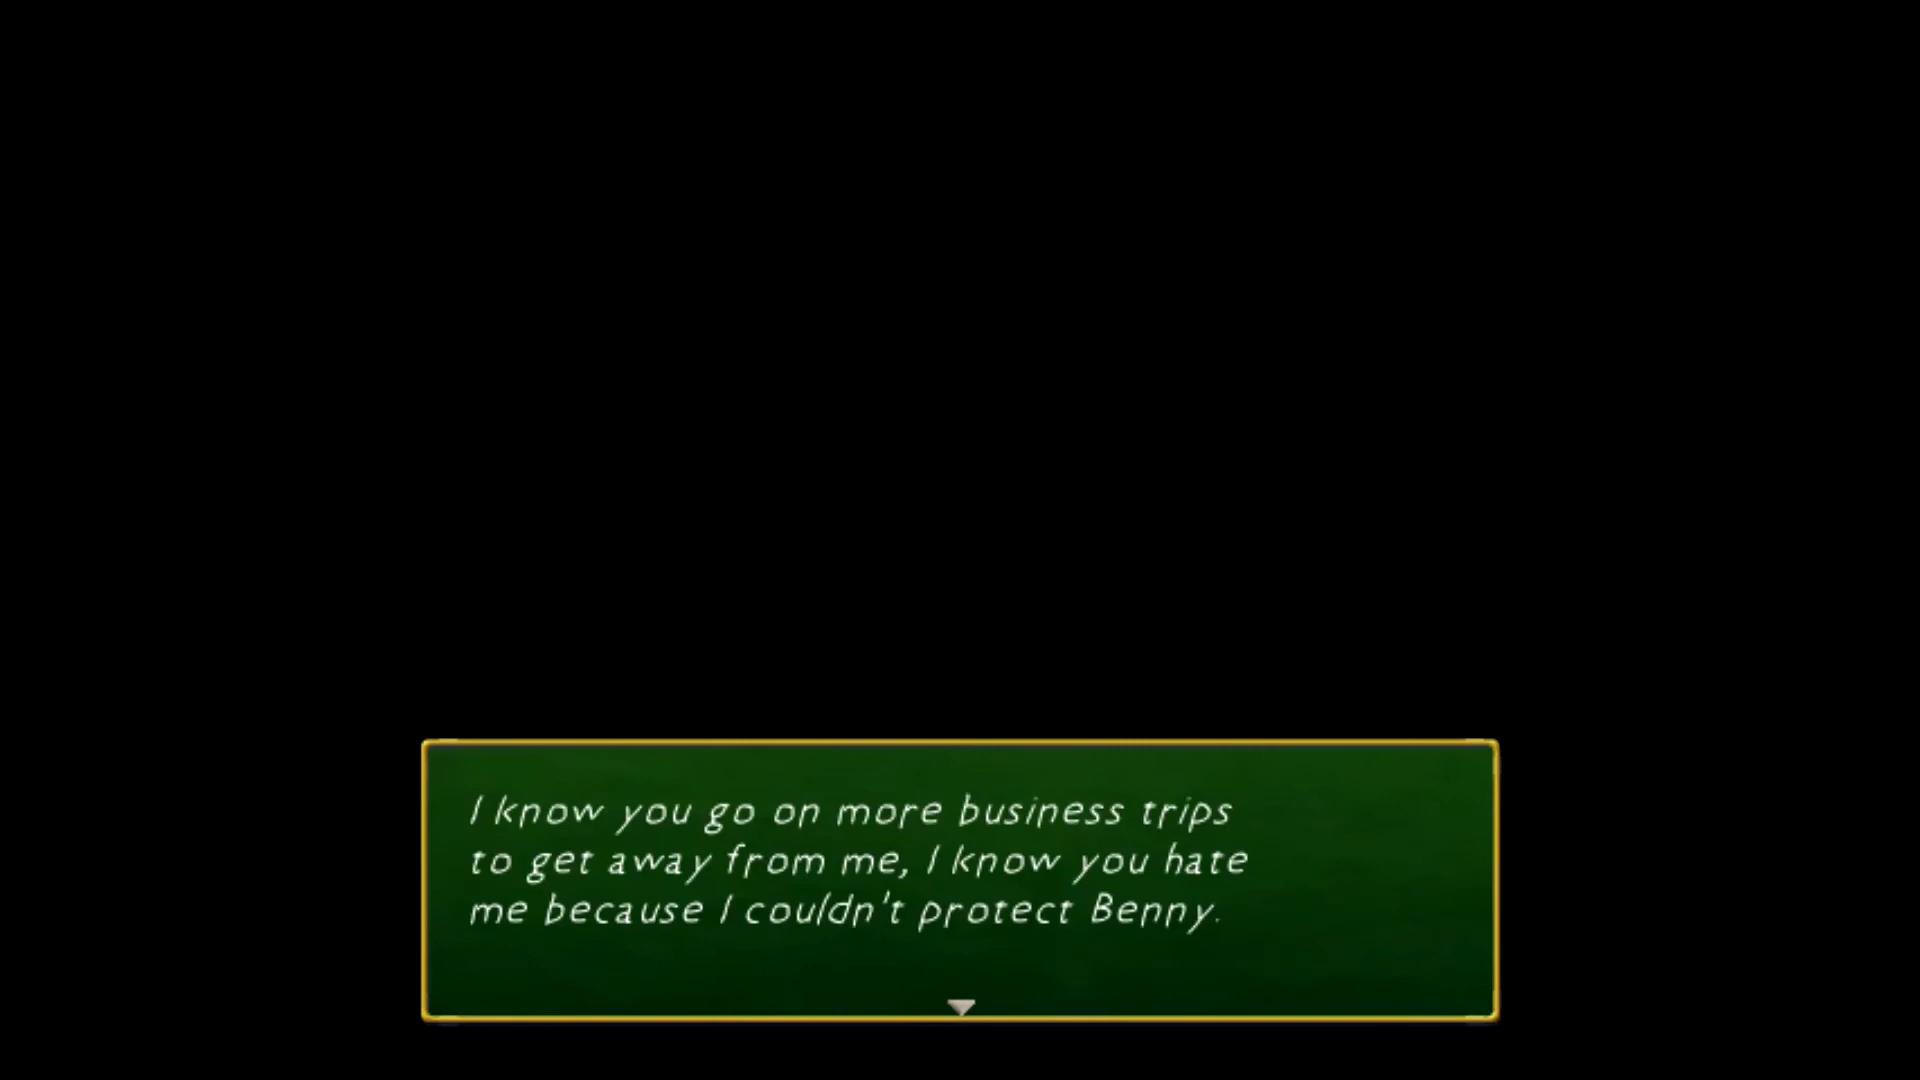 I know you go on more business trips
to get away from me, I know you hate
me because I couldn't protect Benny.